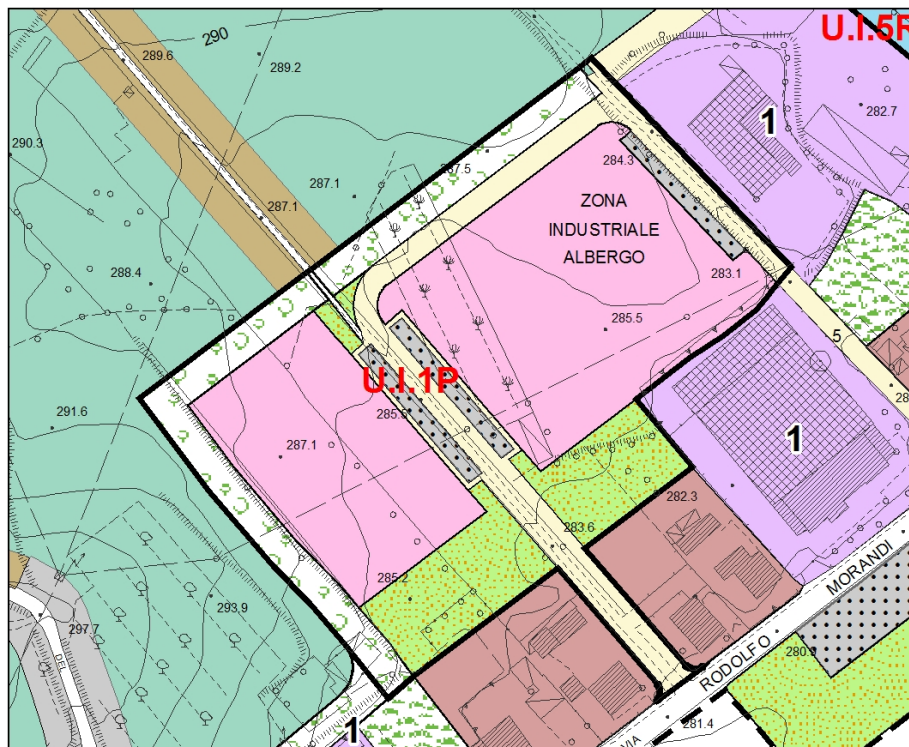 U.I.5R
290
289.6
289.2
282.7
1
290.3
284.3
287.5
287.1
ZONA
INDUSTRIALE
ALBERGO
287.1
288.4
283.1
285.5
5
U.I.1P
291.6
285.
1
287.1
282.3
283.6
285.2
293,9
MORANDI
RODOLFO
VIA
297.7
DEL
280.9
281.4
1